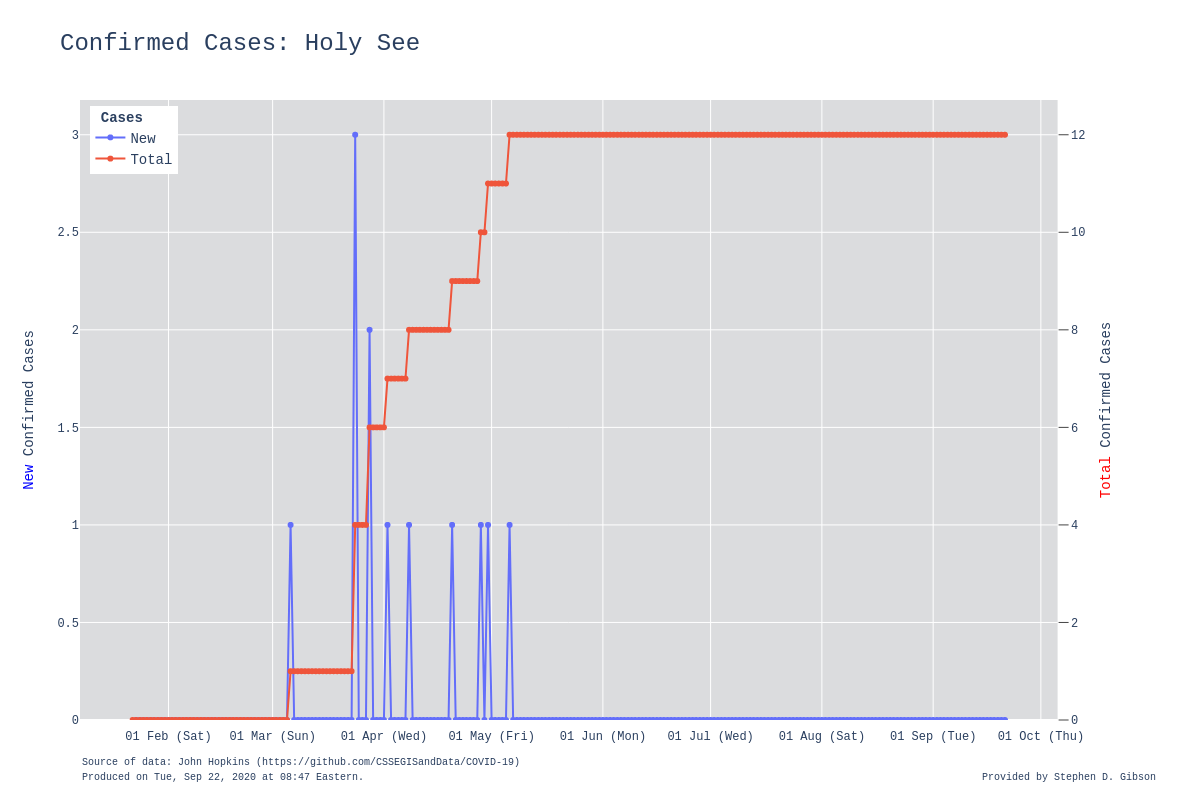 Confirmed Cases: Holy See
Cases
New
Total
3
2.5
2
1.5
1
0.5
0
12
10
8
6
4
2
0
New Confirmed Cases
Total Confirmed Cases
01 Feb (Sat) 01 Mar (Sun) 01 Apr (Wed) 01 May (Fri) 01 Jun (Mon) 01 Jul (Wed) 01 Aug (Sat) 01 Sep (Tue) 01 Oct (Thu)
Source of data: John Hopkins (https://github.com/CSSEGISandData/COVID-19)
Produced on Tue, Sep 22, 2020 at 08:47 Eastern.
Provided by Stephen D. Gibson